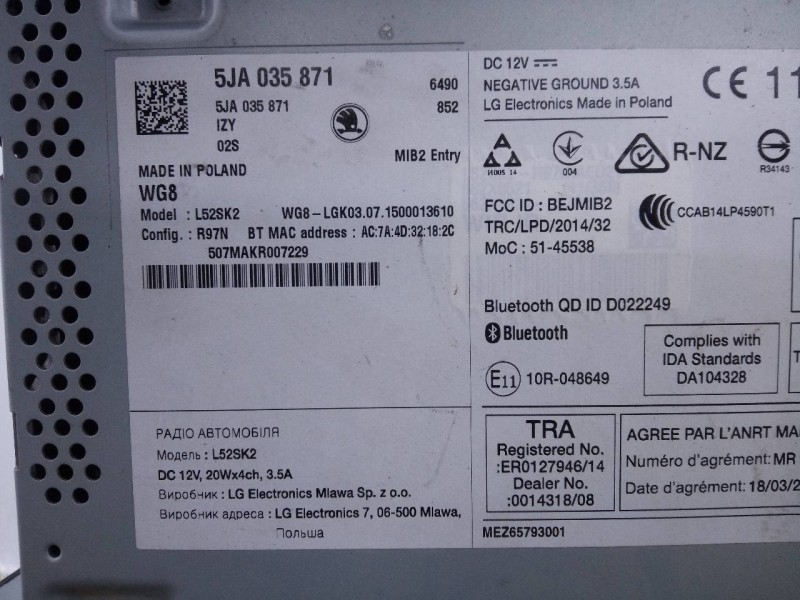 5JA 035 871
6490
5JA 035 871
852
IZY
02S
MIB2 Entry
MADE IN POLAND
WG8
Model : L52SK2 WG8-LGK03.07.1500013610
Config. : R97N BT MAC address : AC:7A:4D:32:18:2C
507MAKR007229
РАДІО АВТОМОБІЛЯ
Модель : L52SK2
DC 12V, 20Wx4ch, 3.5A
Виробник : LG Electronics Mlawa Sp. z o.o.
Виробник адреса : LG Electronics 7, 06-500 Mlawa,
Польша
DC 12V
NEGATIVE GROUND 3.5A
LG Electronics Made in Poland
CE 11
И005 14
004
R-NZ
R34143
FCC ID : BEJMIB2
TRC/LPD/2014/32
MoC : 51-45538
CCAB14LP4590T1
Bluetooth QD ID D022249
Bluetooth
E11 10R-048649
Complies with
IDA Standards
DA104328
T
TRA
Registered No.
:ER0127946/14
Dealer No.
:0014318/08
AGREE PAR L'ANRT MA
Numéro d'agrément: MR
Date d'agrément: 18/03/2
MEZ65793001